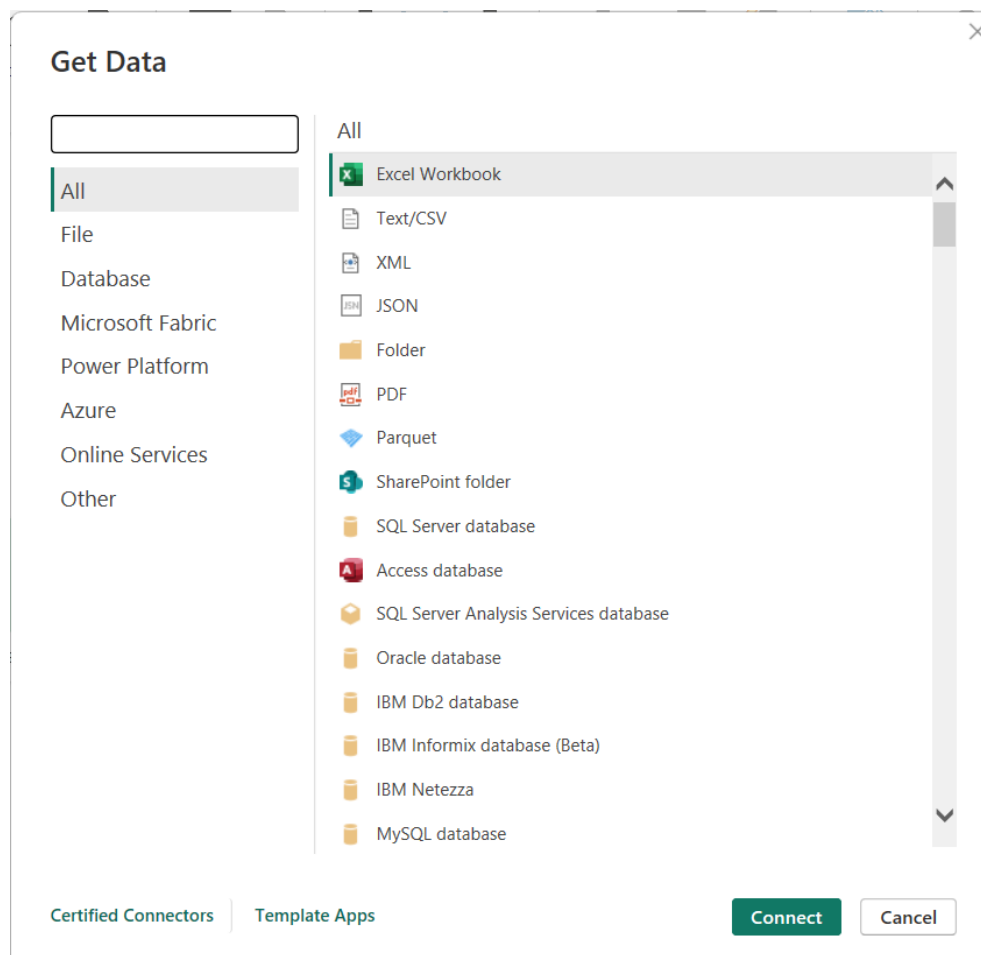 Get Data
All
File
Database
Microsoft Fabric
Power Platform
Azure
Online Services
Other
All
Excel Workbook
Text/CSV
XML
JSN JSON
Folder
pdf PDF
Parquet
S SharePoint folder
SQL Server database
A Access database
SQL Server Analysis Services database
Oracle database
IBM Db2 database
IBM Informix database (Beta)
IBM Netezza
MySQL database
Certified Connectors
Template Apps
Connect
Cancel